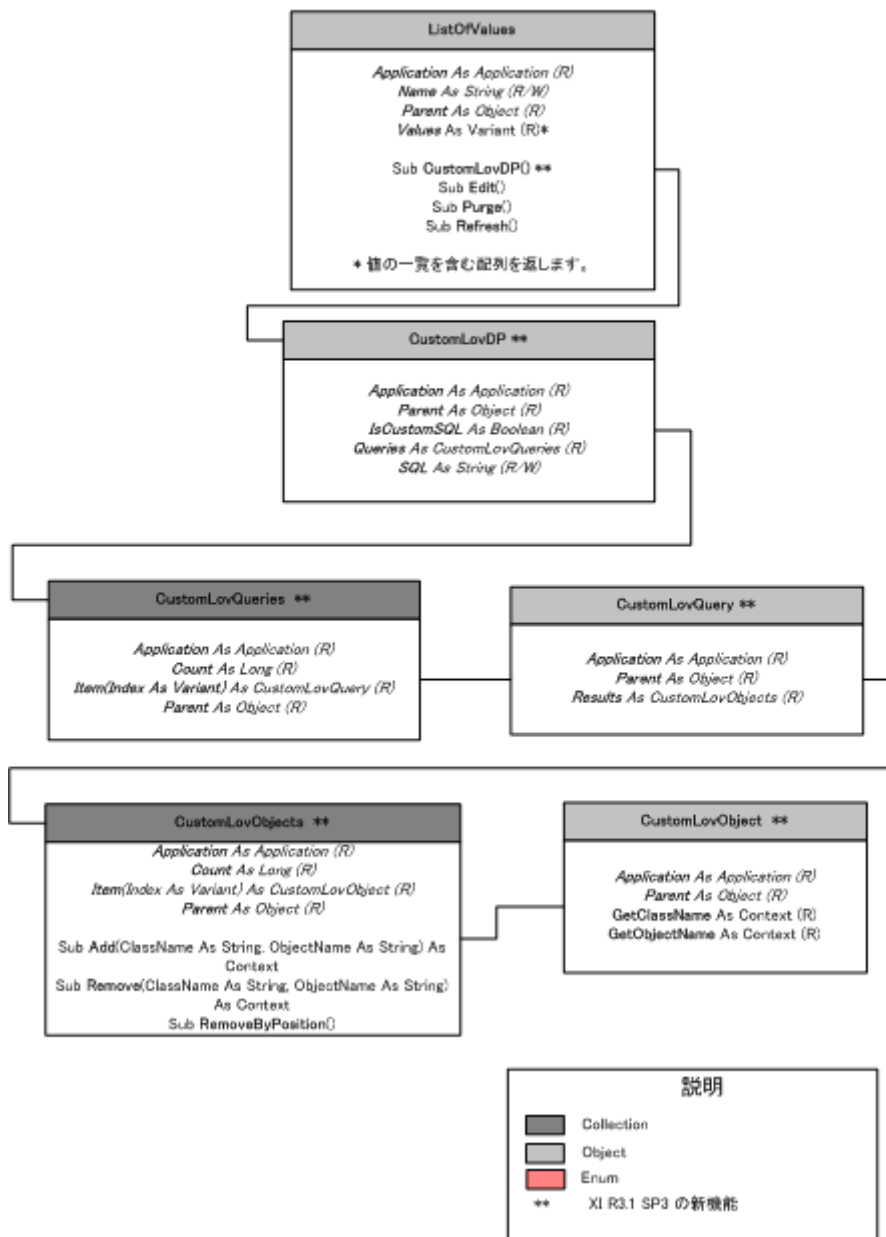 ListOfValues
Application As Application (R)
Name As String (R/W)
Parent As Object (R)
Values As Variant (R)*
Sub CustomLovDP() **
Sub Edit()
Sub Purge()
Sub Refresh()
* 値の一覧を含む配列を返します。
CustomLovDP **
Application As Application (R)
Parent As Object (R)
IsCustomSQL As Boolean (R)
Queries As CustomLovQueries (R)
SQL As String (R/W)
CustomLovQueries **
Application As Application (R)
Count As Long (R)
Item(Index As Variant) As CustomLovQuery (R)
Parent As Object (R)
CustomLovQuery **
Application As Application (R)
Parent As Object (R)
Results As CustomLovObjects (R)
CustomLovObjects **
Application As Application (R)
Count As Long (R)
Item(Index As Variant) As CustomLovObject (R)
Parent As Object (R)
Sub Add(ClassName As String, ObjectName As String) As
Context
Sub Remove(ClassName As String, ObjectName As String)
As Context
Sub RemoveByPosition()
CustomLovObject **
Application As Application (R)
Parent As Object (R)
GetClassName As Context (R)
GetObjectName As Context (R)
説明
Collection
Object
Enum
** XI R3.1 SP3 の新機能